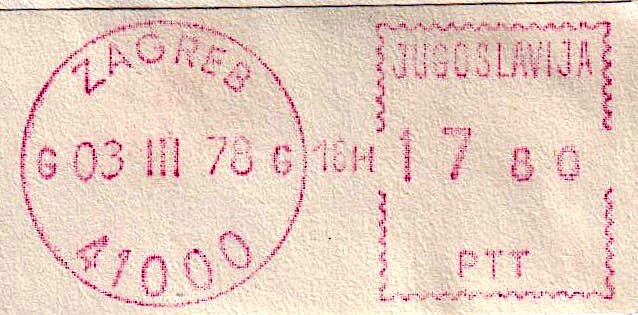 ZAGREB
G 03 III 78 G 16H
41000
JUGOSLAVIJA
17 80
PTT